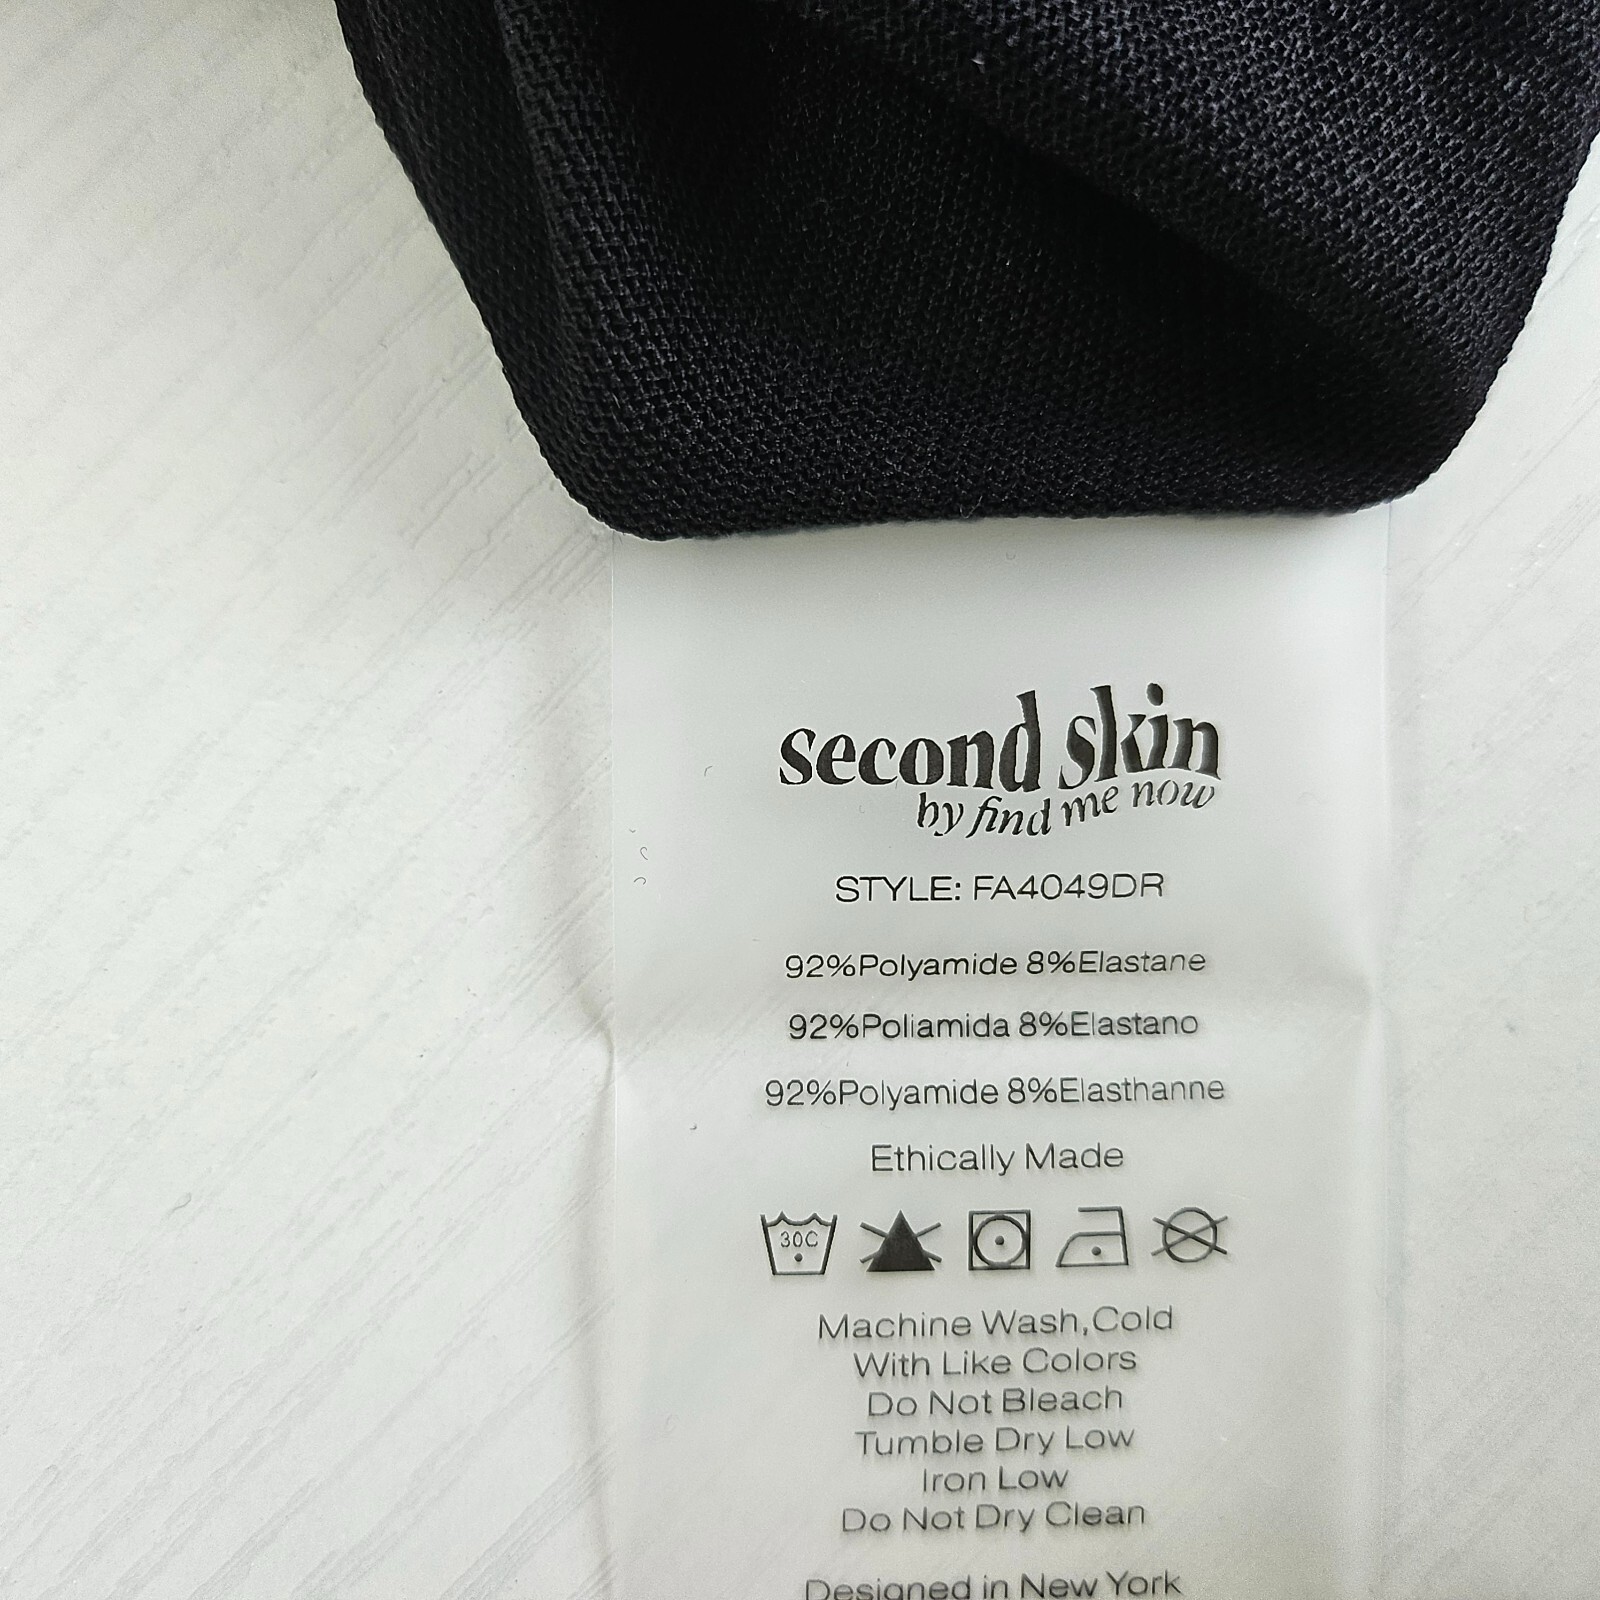 second skin
by find me now
STYLE: FA4049DR
92%Polyamide 8%Elastane
92%Poliamida 8%Elastano
92%Polyamide 8%Elasthanne
Ethically Made
30C
Machine Wash,Cold
With Like Colors
Do Not Bleach
Tumble Dry Low
Iron Low
Do Not Dry Clean
Designed in New York